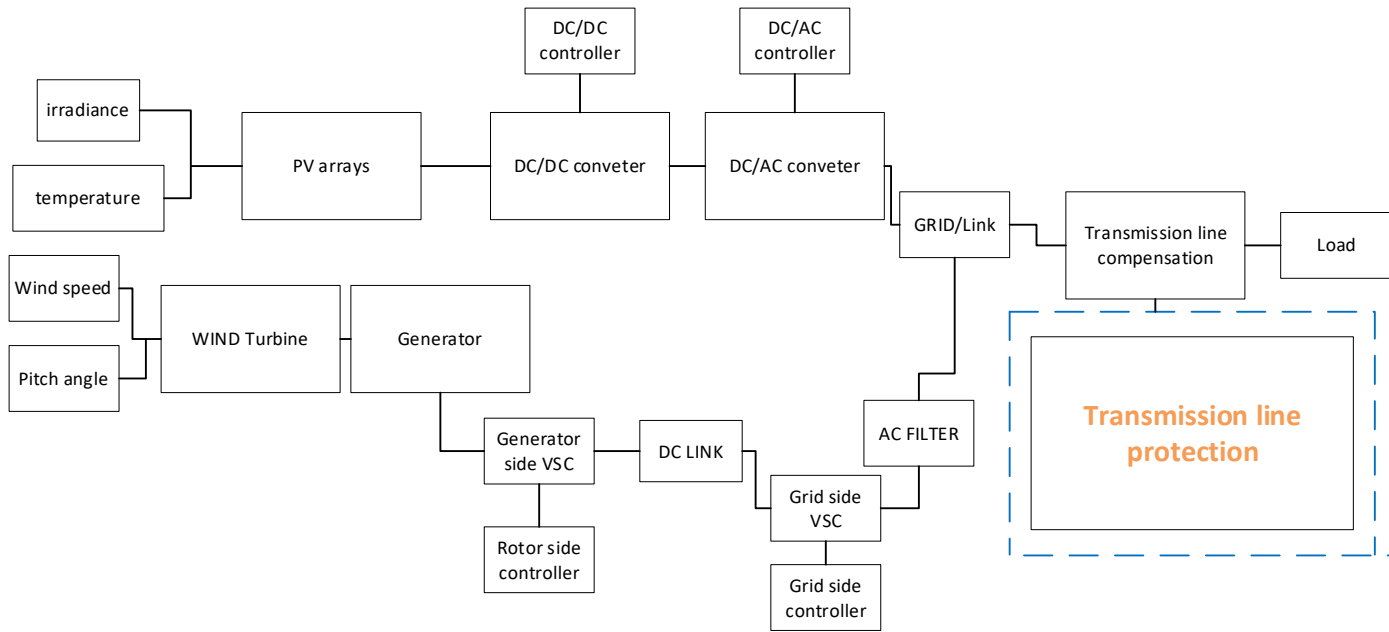 DC/DC
controller
DC/AC
controller
irradiance
temperature
PV arrays
DC/DC conveter
DC/AC conveter
GRID/Link
Transmission line
compensation
Load
Wind speed
Pitch angle
WIND Turbine
Generator
Transmission line
protection
Generator
side VSC
DC LINK
AC FILTER
Grid side
VSC
Rotor side
controller
Grid side
controller